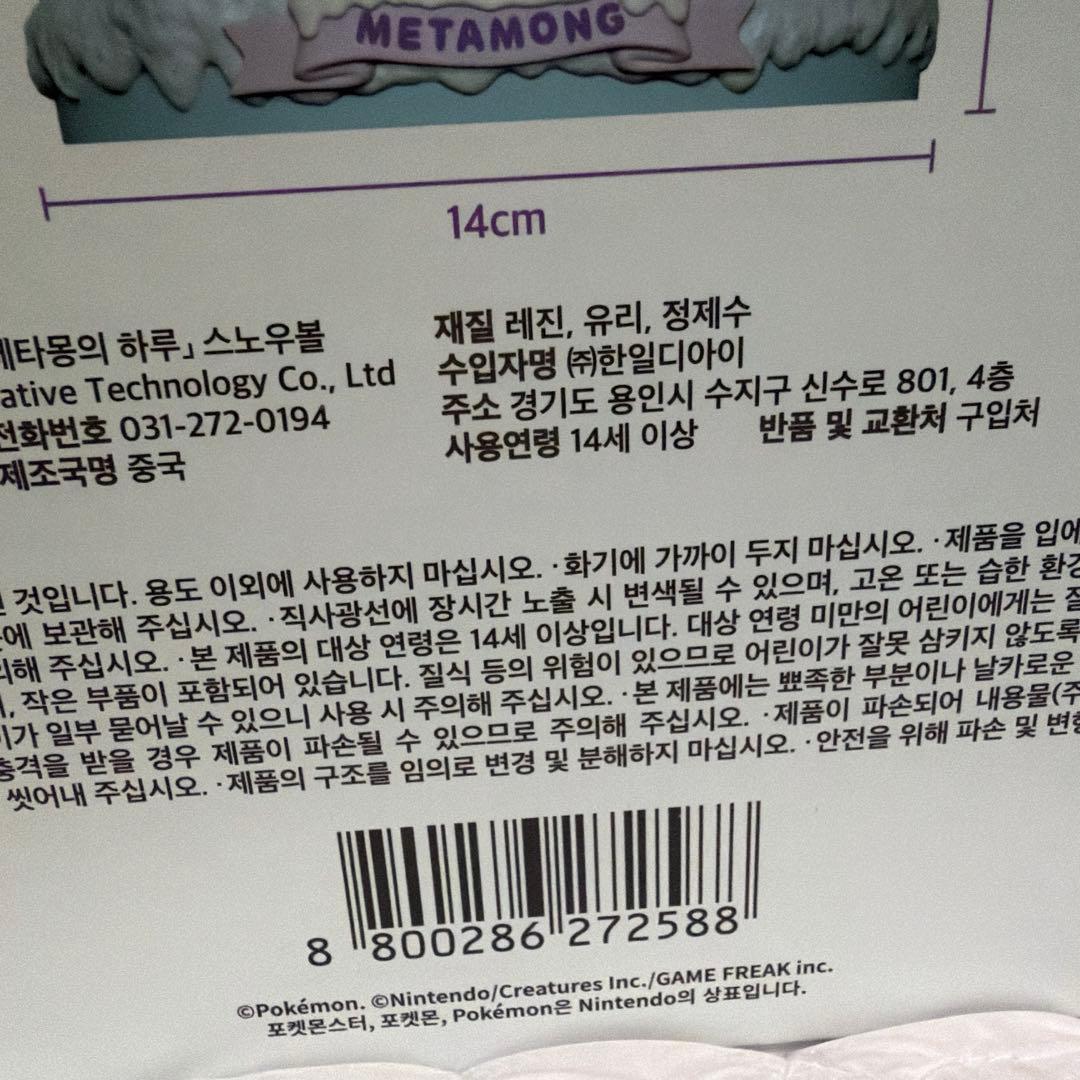 METAMONG
14cm
메타몽의 하루」 스노우볼
ative Technology Co., Ltd
전화번호 031-272-0194
제조국명 중국
재질 레진, 유리, 정제수
수입자명 ㈜한일디아이
주소 경기도 용인시 수지구 신수로 801, 4층
사용연령 14세 이상 반품 및 교환처 구입처
것입니다. 용도 이외에 사용하지 마십시오. ·화기에 가까이 두지 마십시오. ·제품을 입에
에 보관해 주십시오. ·직사광선에 장시간 노출 시 변색될 수 있으며, 고온 또는 습한 환경
의해 주십시오. ·본 제품의 대상 연령은 14세 이상입니다. 대상 연령 미만의 어린이에게는 절
, 작은 부품이 포함되어 있습니다. 질식 등의 위험이 있으므로 어린이가 잘못 삼키지 않도록
가 일부 묻어날 수 있으니 사용 시 주의해 주십시오. ·본 제품에는 뾰족한 부분이나 날카로운
충격을 받을 경우 제품이 파손될 수 있으므로 주의해 주십시오. ·제품이 파손되어 내용물(주
씻어내 주십시오. ·제품의 구조를 임의로 변경 및 분해하지 마십시오. ·안전을 위해 파손 및 변형
8 800286 272588
©Pokémon. ©Nintendo/Creatures Inc./GAME FREAK inc.
포켓몬스터, 포켓몬, Pokémon은 Nintendo의 상표입니다.